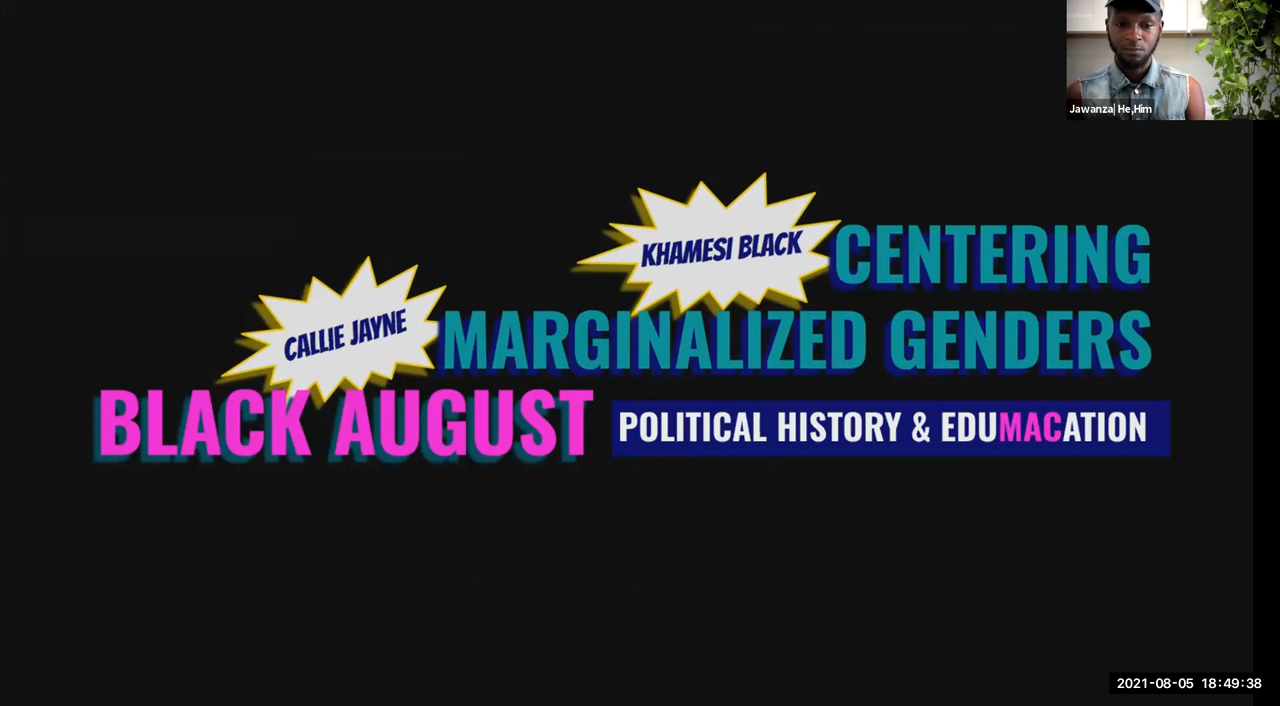 Jawanza| He,Him
KHAMESI BLACK
CENTERING
CALLIE JAYNE
MARGINALIZED GENDERS
BLACK AUGUST
POLITICAL HISTORY & EDUMACATION
2021-08-05 18:49:38